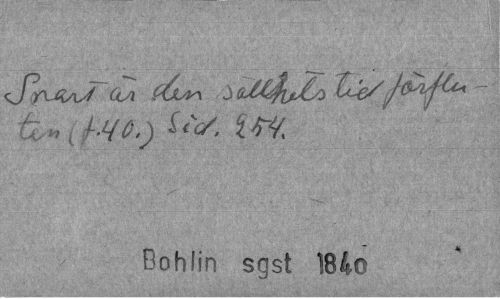 Snart är den sällhets tid förflu-
ten (f.40.) Sid. 254.
Bohlin sgst 1840